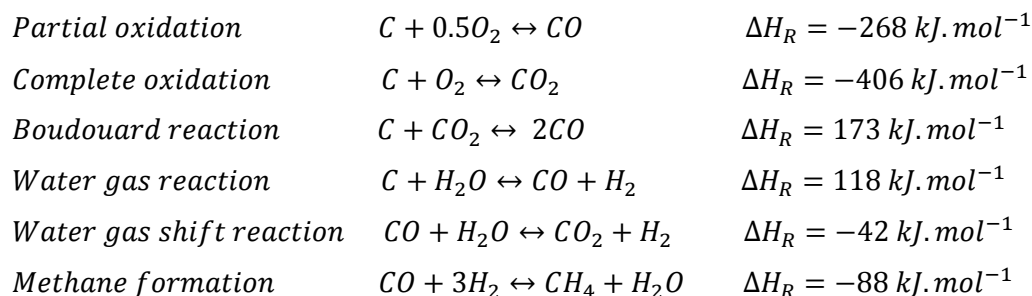 Partial oxidation C + 0.5O₂ ↔ CO ΔH_R = −268 kJ.mol⁻¹
Complete oxidation C + O₂ ↔ CO₂ ΔH_R = −406 kJ.mol⁻¹
Boudouard reaction C + CO₂ ↔ 2CO ΔH_R = 173 kJ.mol⁻¹
Water gas reaction C + H₂O ↔ CO + H₂ ΔH_R = 118 kJ.mol⁻¹
Water gas shift reaction CO + H₂O ↔ CO₂ + H₂ ΔH_R = −42 kJ.mol⁻¹
Methane formation CO + 3H₂ ↔ CH₄ + H₂O ΔH_R = −88 kJ.mol⁻¹